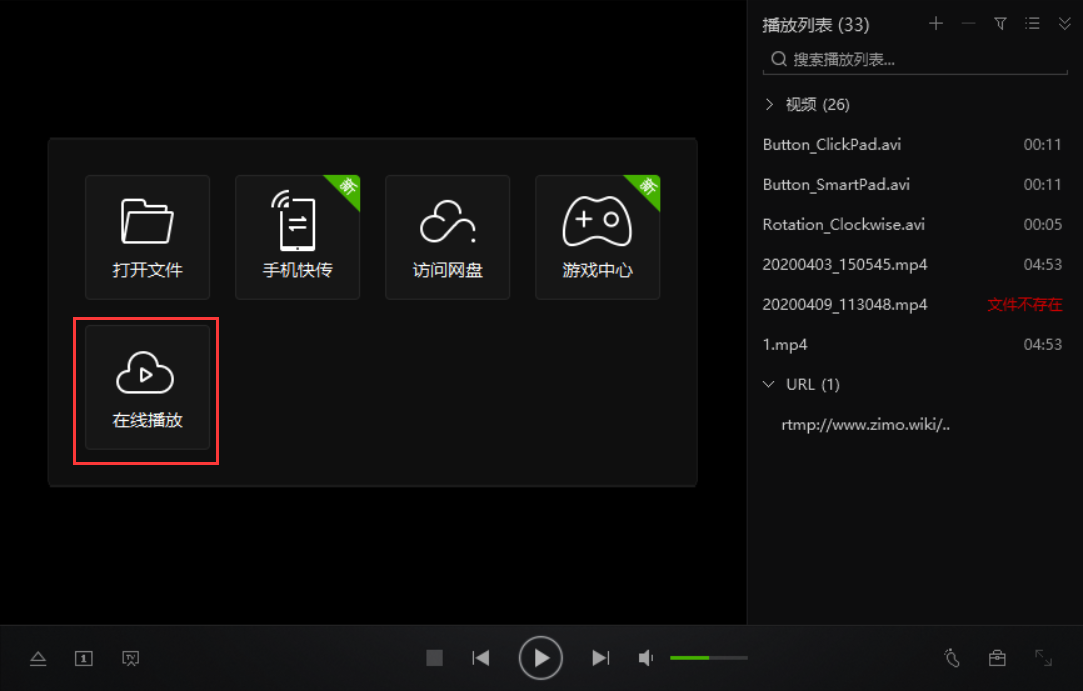 播放列表 (33)
搜索播放列表...
视频 (26)
Button_ClickPad.avi 00:11
Button_SmartPad.avi 00:11
Rotation_Clockwise.avi 00:05
20200403_150545.mp4 04:53
20200409_113048.mp4 文件不存在
1.mp4 04:53
URL (1)
rtmp://www.zimo.wiki/..
新 新
打开文件 手机快传 访问网盘 游戏中心
在线播放
1 TV